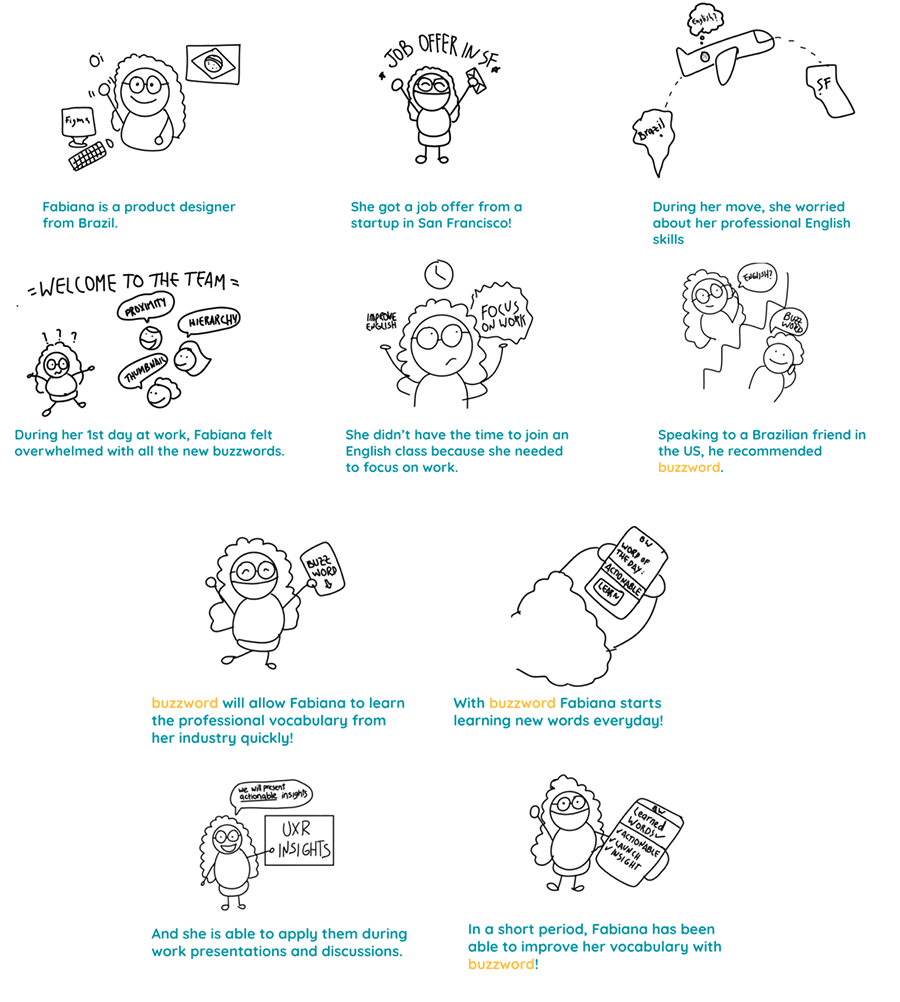 Oi
Figma
Fabiana is a product designer
from Brazil.
JOB OFFER IN SF
She got a job offer from a
startup in San Francisco!
English?
Brazil
SF
During her move, she worried
about her professional English
skills
=WELCOME TO THE TEAM=
? ? ?
PROXIMITY
HIERARCHY
THUMBNAIL
During her 1st day at work, Fabiana felt
overwhelmed with all the new buzzwords.
IMPROVE
ENGLISH
FOCUS
ON WORK
She didn't have the time to join an
English class because she needed
to focus on work.
ENGLISH?
BUZZ
WORD
Speaking to a Brazilian friend in
the US, he recommended
buzzword.
BUZZ
WORD
buzzword will allow Fabiana to learn
the professional vocabulary from
her industry quickly!
BW
WORD OF
THE DAY:
ACTIONABLE
LEARN
With buzzword Fabiana starts
learning new words everyday!
we will present
actionable insights
UXR
INSIGHTS
And she is able to apply them during
work presentations and discussions.
BW
Learned
WORDS✓
✓ACTIONABLE
✓LAUNCH
✓INSIGHT
In a short period, Fabiana has been
able to improve her vocabulary with
buzzword!